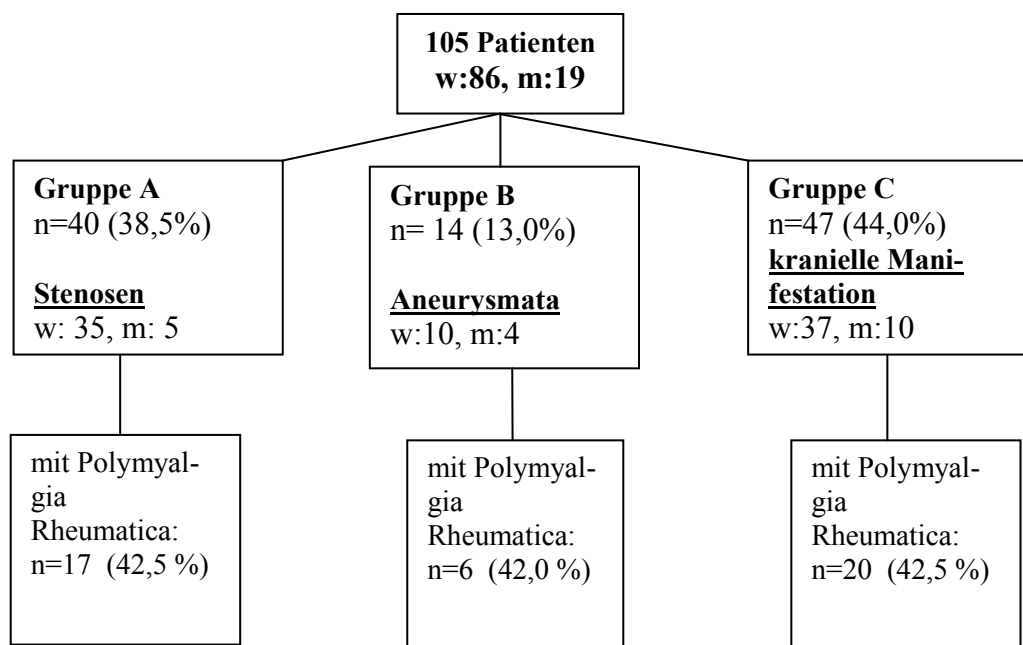 105 Patienten
w:86, m:19
Gruppe A
n=40 (38,5%)
Stenosen
w: 35, m: 5
Gruppe B
n= 14 (13,0%)
Aneurysmata
w:10, m:4
Gruppe C
n=47 (44,0%)
kranielle Mani-
festation
w:37, m:10
mit Polymyal-
gia
Rheumatica:
n=17 (42,5 %)
mit Polymyal-
gia
Rheumatica:
n=6 (42,0 %)
mit Polymyal-
gia
Rheumatica:
n=20 (42,5 %)